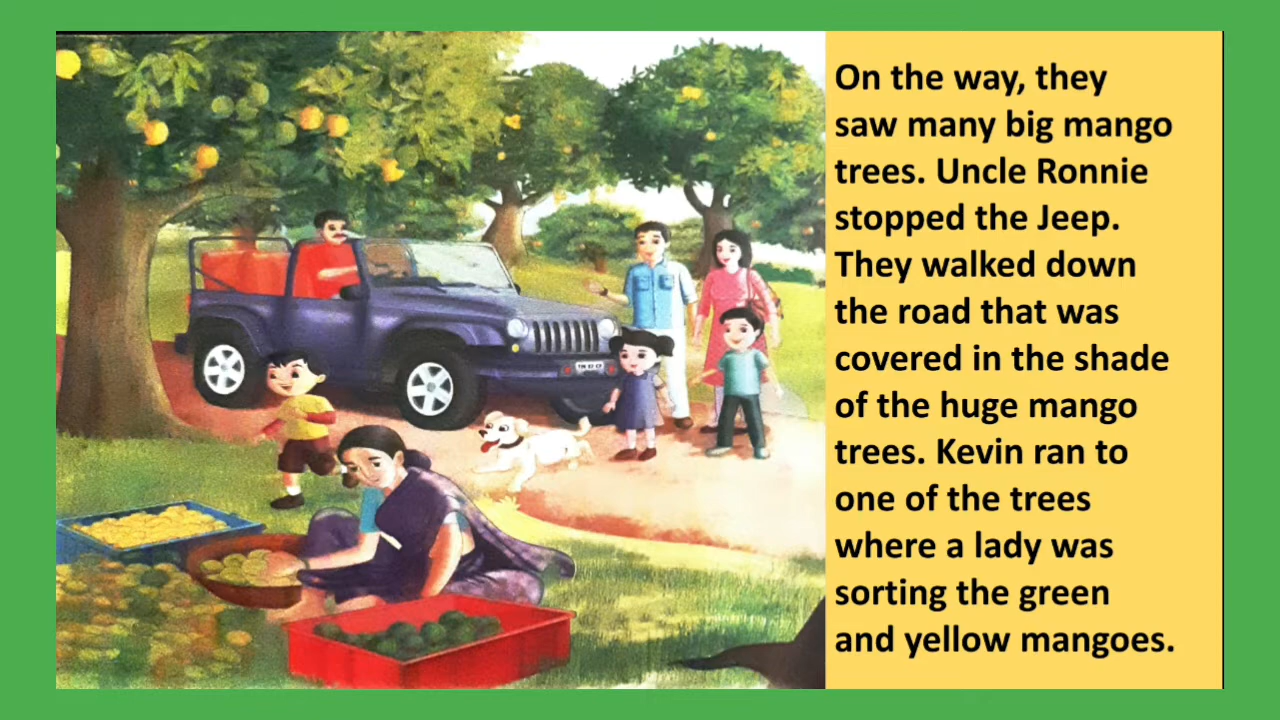 On the way, they
saw many big mango
trees. Uncle Ronnie
stopped the Jeep.
They walked down
the road that was
covered in the shade
of the huge mango
trees. Kevin ran to
one of the trees
where a lady was
sorting the green
and yellow mangoes.